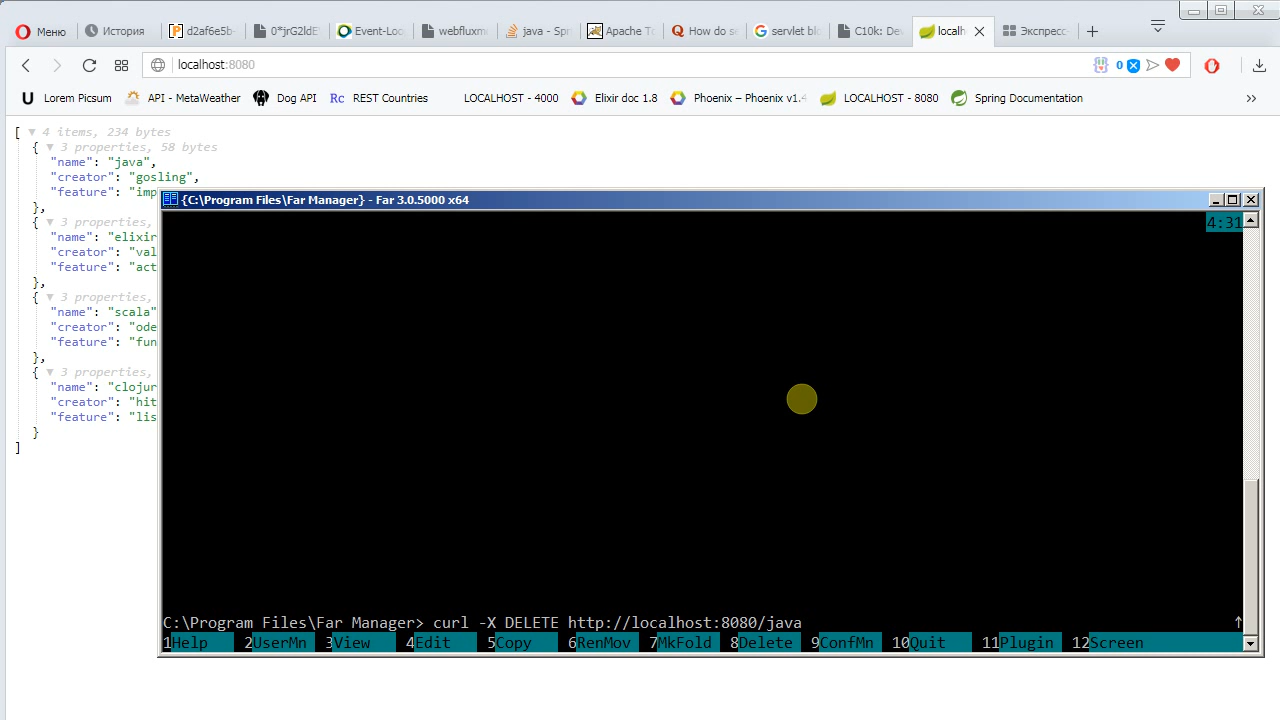 Меню История d2af6e5b- 0*jrG2ldE Event-Loo webfluxm java - Spr Apache To How do se servlet blo C10k: Dev localh Экспресс-
localhost:8080 0
Lorem Picsum API - MetaWeather Dog API Rc REST Countries LOCALHOST - 4000 Elixir doc 1.8 Phoenix – Phoenix v1.4 LOCALHOST - 8080 Spring Documentation »
[ ▼ 4 items, 234 bytes
{ ▼ 3 properties, 58 bytes
"name": "java",
"creator": "gosling",
"feature": "imp
},
{ ▼ 3 properties,
"name": "elixir
"creator": "val
"feature": "act
},
{ ▼ 3 properties,
"name": "scala"
"creator": "ode
"feature": "fun
},
{ ▼ 3 properties,
"name": "clojur
"creator": "hit
"feature": "lis
}
]
{C:\Program Files\Far Manager} - Far 3.0.5000 x64
4:31
C:\Program Files\Far Manager> curl -X DELETE http://localhost:8080/java
1Help 2UserMn 3View 4Edit 5Copy 6RenMov 7MkFold 8Delete 9ConfMn 10Quit 11Plugin 12Screen